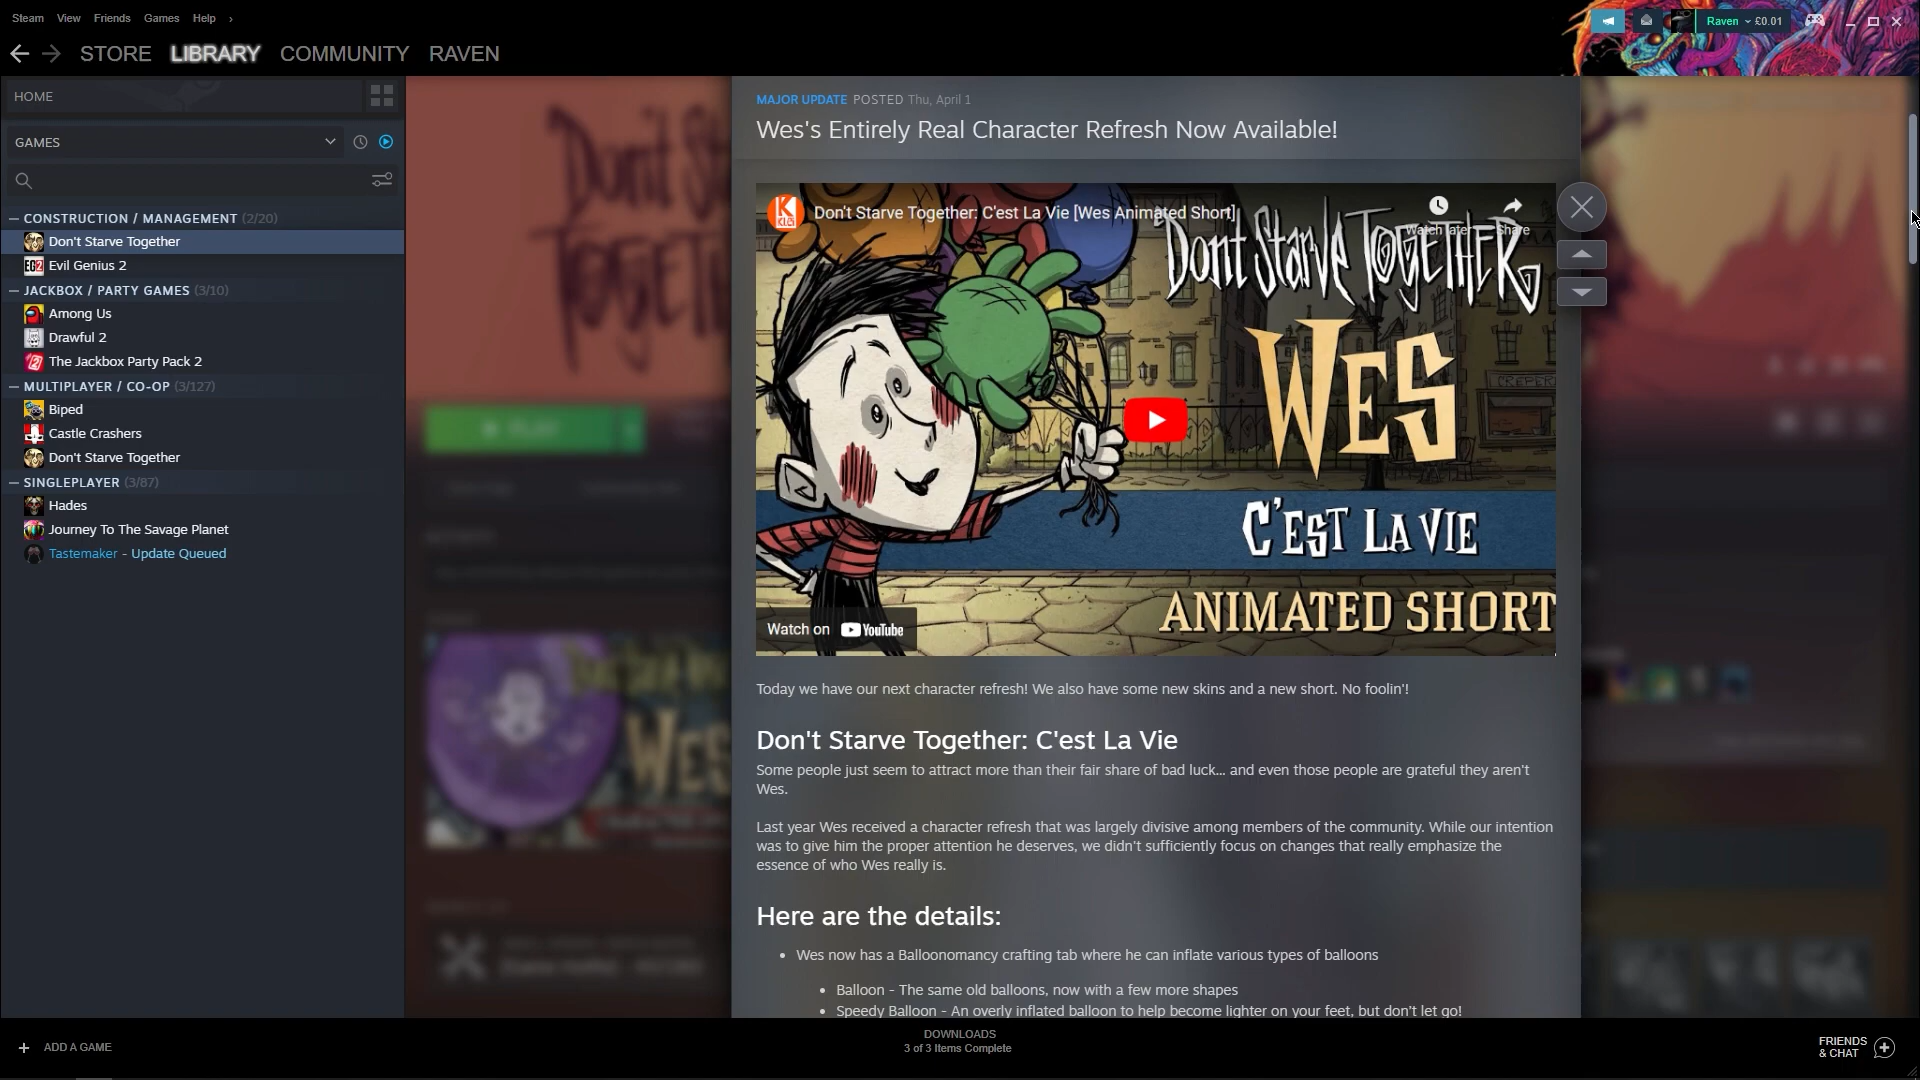 Steam View Friends Games Help ›
Raven £0.01
STORE LIBRARY COMMUNITY RAVEN
HOME
GAMES
— CONSTRUCTION / MANAGEMENT (2/20)
Don't Starve Together
Evil Genius 2
— JACKBOX / PARTY GAMES (3/10)
Among Us
Drawful 2
The Jackbox Party Pack 2
— MULTIPLAYER / CO-OP (3/127)
Biped
Castle Crashers
Don't Starve Together
— SINGLEPLAYER (3/87)
Hades
Journey To The Savage Planet
Tastemaker - Update Queued
MAJOR UPDATE POSTED Thu, April 1
Wes's Entirely Real Character Refresh Now Available!
Don't Starve Together: C'est La Vie [Wes Animated Short]
Watch later Share
Don't Starve Together
WES
C'EST LA VIE
ANIMATED SHORT
Watch on YouTube
Today we have our next character refresh! We also have some new skins and a new short. No foolin'!
Don't Starve Together: C'est La Vie
Some people just seem to attract more than their fair share of bad luck... and even those people are grateful they aren't
Wes.
Last year Wes received a character refresh that was largely divisive among members of the community. While our intention
was to give him the proper attention he deserves, we didn't sufficiently focus on changes that really emphasize the
essence of who Wes really is.
Here are the details:
• Wes now has a Balloonomancy crafting tab where he can inflate various types of balloons
• Balloon - The same old balloons, now with a few more shapes
• Speedy Balloon - An overly inflated balloon to help become lighter on your feet, but don't let go!
PLAY
+ ADD A GAME
DOWNLOADS
3 of 3 Items Complete
FRIENDS
& CHAT